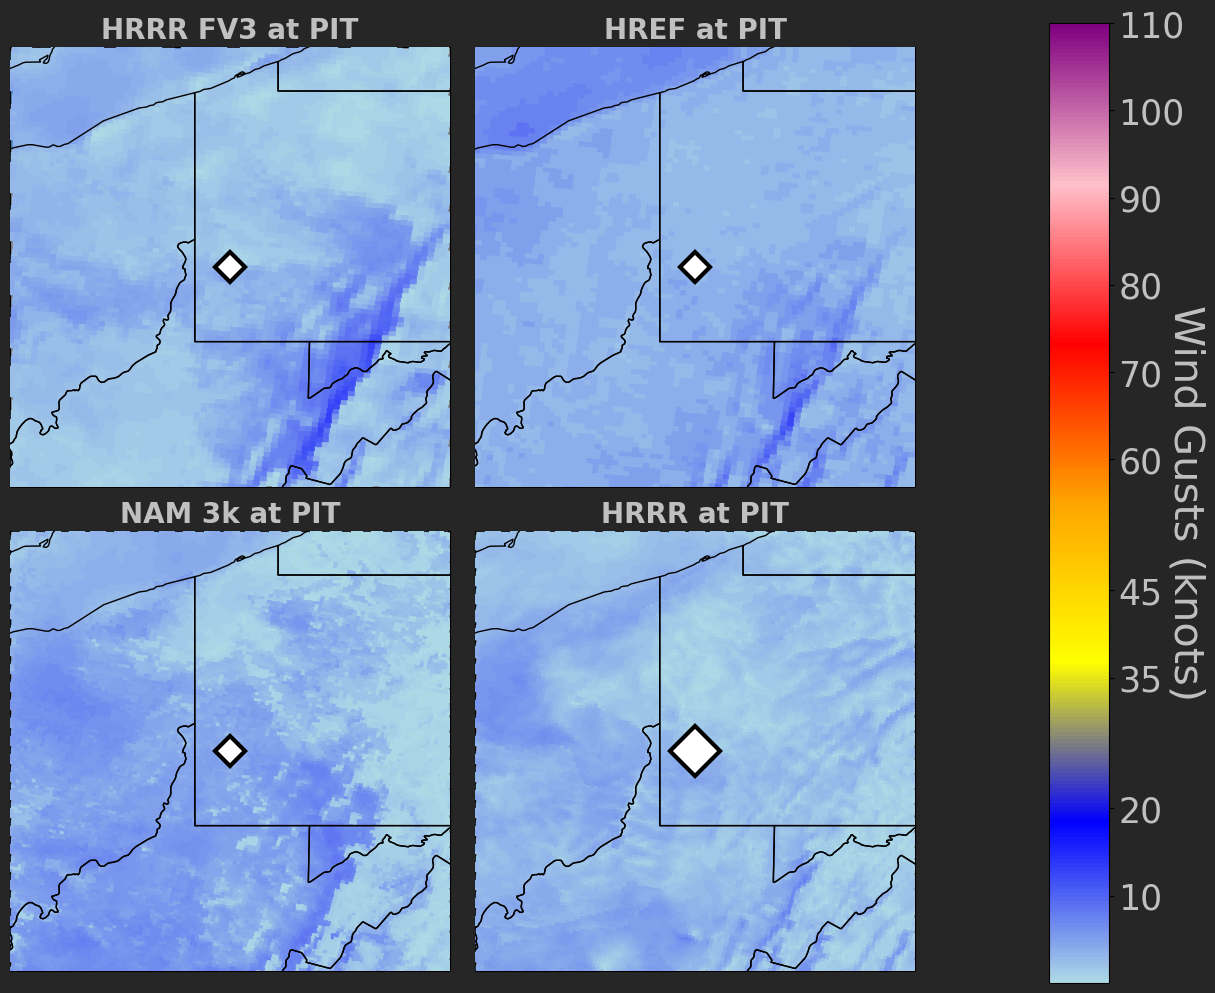 HRRR FV3 at PIT
HREF at PIT
NAM 3k at PIT
HRRR at PIT
110
100
90
80
70
60
45
35
20
10
Wind Gusts (knots)